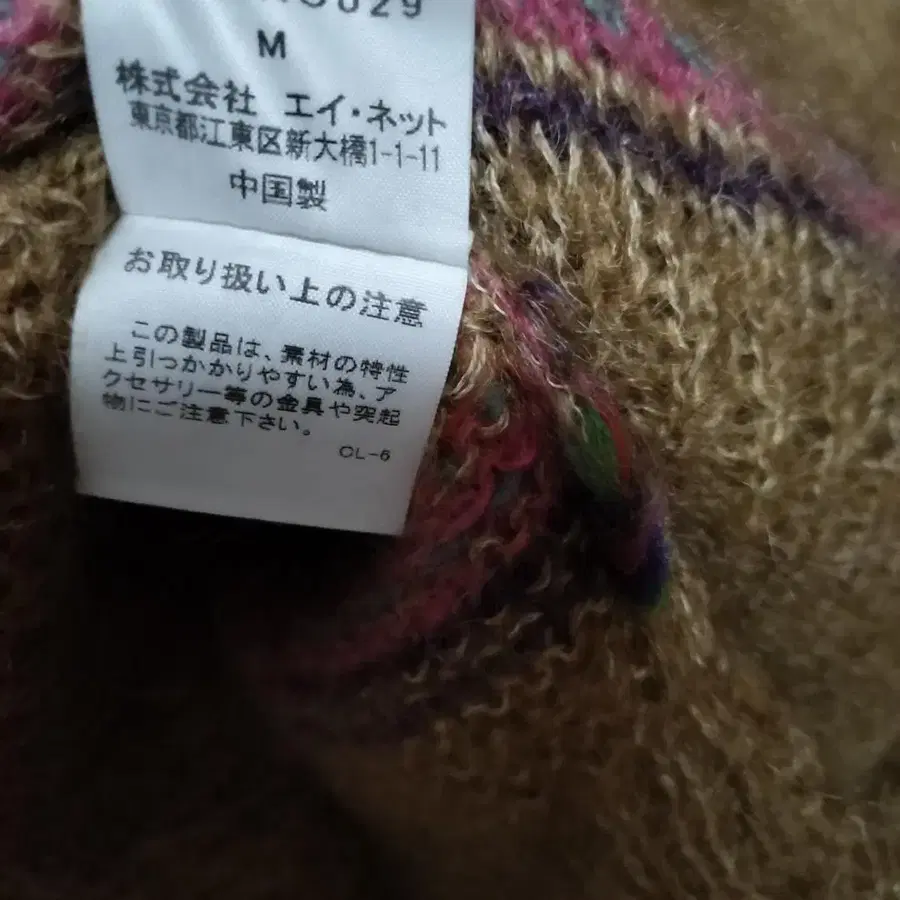 029
M
株式会社 エイ・ネット
東京都江東区新大橋1-1-11
中国製
お取り扱い上の注意
この製品は、素材の特性
上引っかかりやすい為、ア
クセサリー等の金具や突起
物にご注意下さい。
CL-6